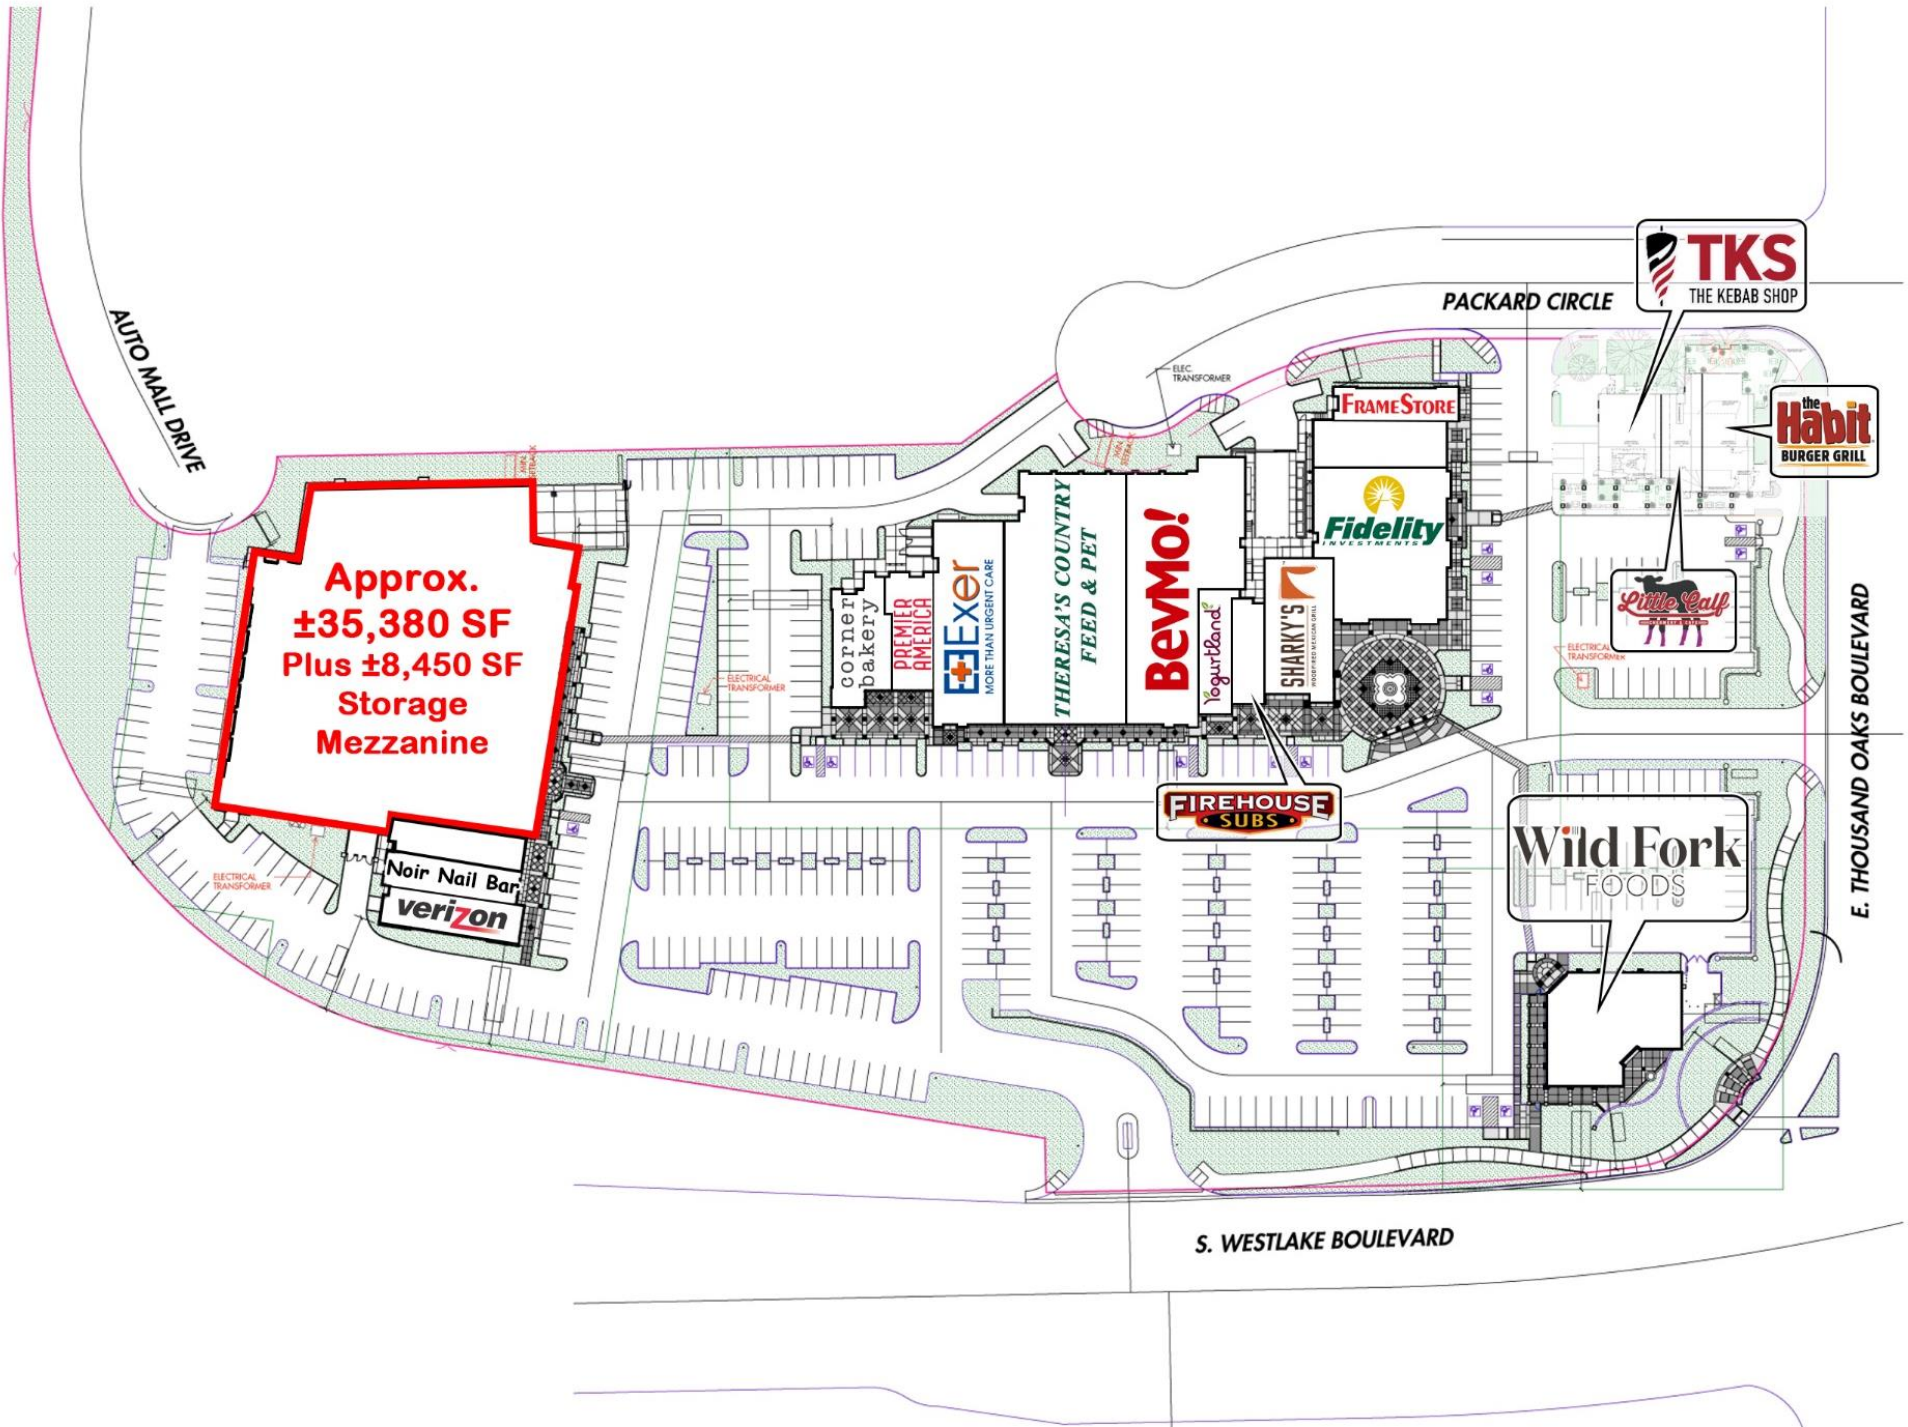 TKS
THE KEBAB SHOP
PACKARD CIRCLE
AUTO MALL DRIVE
ELEC.
TRANSFORMER
FRAMESTORE
the
Habit
BURGER GRILL
Fidelity
INVESTMENTS
Approx.
±35,380 SF
Plus ±8,450 SF
Storage
Mezzanine
corner
bakery
PREMIER
AMERICA
Exer
MORE THAN URGENT CARE
THERESA'S COUNTRY
FEED & PET
BevMo!
Yogurtland
SHARKY'S
WOODFIRED MEXICAN GRILL
Little Calf
ELECTRICAL
TRANSFORMER
ELECTRICAL
TRANSFORMER
E. THOUSAND OAKS BOULEVARD
FIREHOUSE
SUBS
Wild Fork
FOODS
ELECTRICAL
TRANSFORMER
Noir Nail Bar
verizon
S. WESTLAKE BOULEVARD